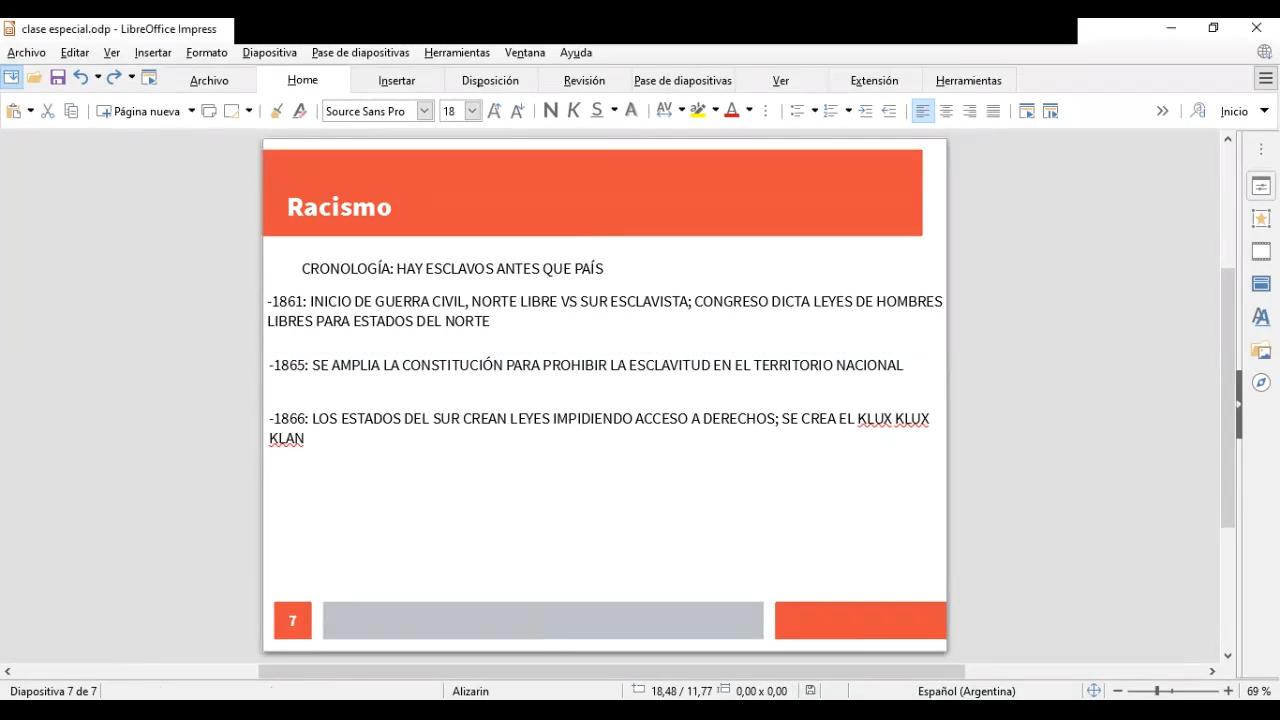 clase especial.odp - LibreOffice Impress
Archivo Editar Ver Insertar Formato Diapositiva Pase de diapositivas Herramientas Ventana Ayuda
Archivo Home Insertar Disposición Revisión Pase de diapositivas Ver Extensión Herramientas
Página nueva Source Sans Pro 18 N K S A Inicio
Racismo
CRONOLOGÍA: HAY ESCLAVOS ANTES QUE PAÍS
-1861: INICIO DE GUERRA CIVIL, NORTE LIBRE VS SUR ESCLAVISTA; CONGRESO DICTA LEYES DE HOMBRES
LIBRES PARA ESTADOS DEL NORTE
-1865: SE AMPLIA LA CONSTITUCIÓN PARA PROHIBIR LA ESCLAVITUD EN EL TERRITORIO NACIONAL
-1866: LOS ESTADOS DEL SUR CREAN LEYES IMPIDIENDO ACCESO A DERECHOS; SE CREA EL KLUX KLUX
KLAN
7
Diapositiva 7 de 7 Alizarin 18,48 / 11,77 0,00 x 0,00 Español (Argentina) 69 %